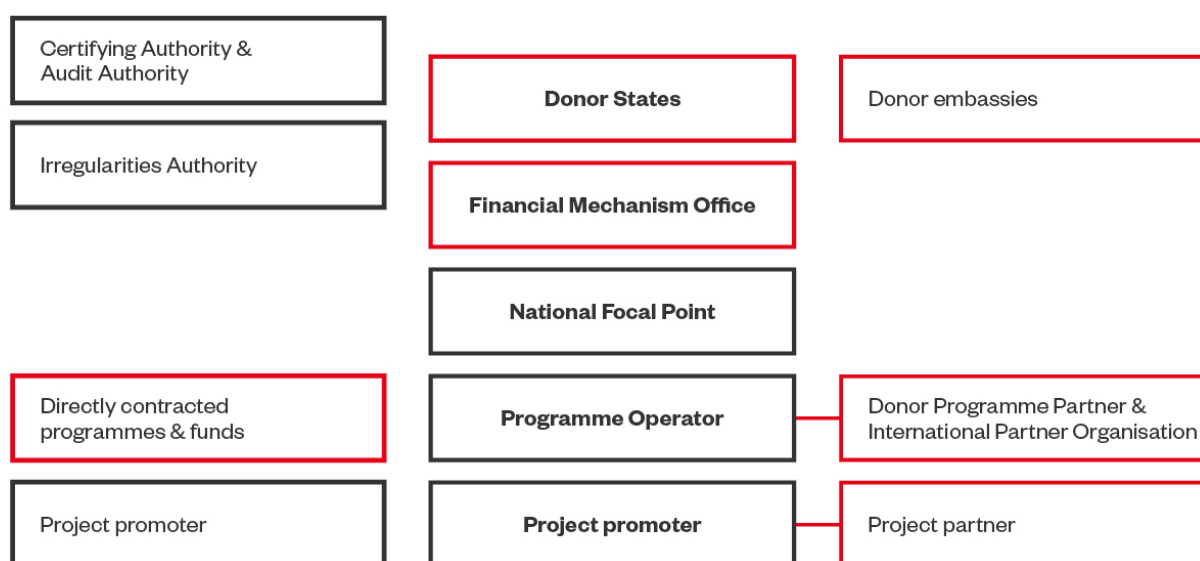 Certifying Authority &
Audit Authority
Irregularities Authority
Donor States
Donor embassies
Financial Mechanism Office
National Focal Point
Directly contracted
programmes & funds
Programme Operator
Donor Programme Partner &
International Partner Organisation
Project promoter
Project promoter
Project partner